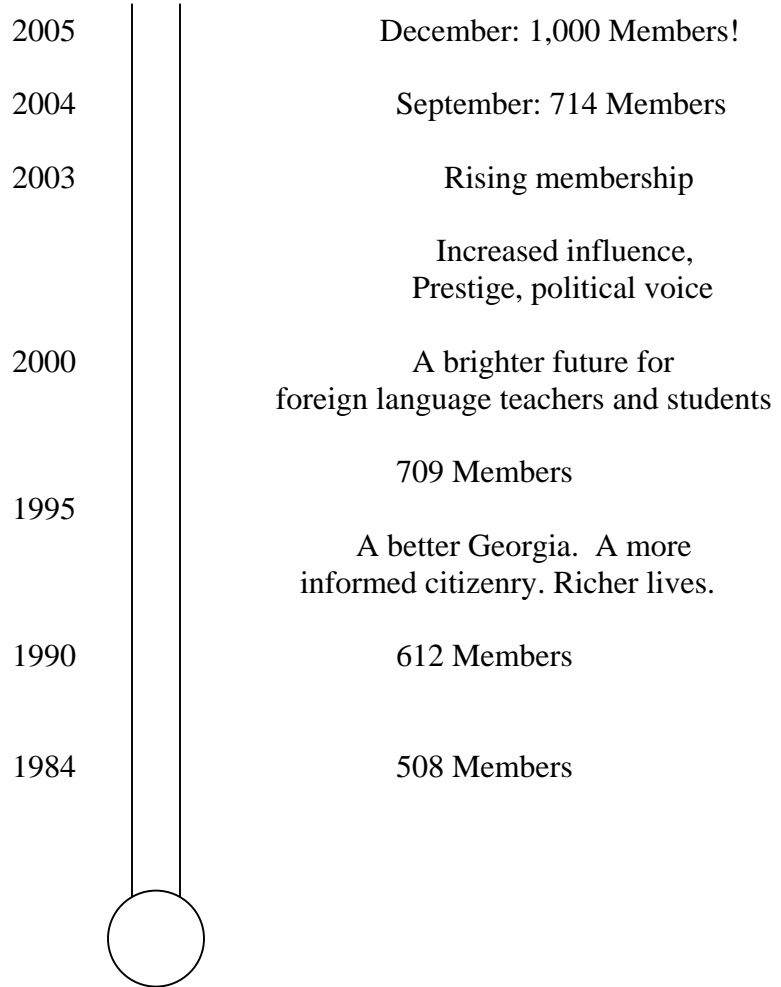 2005 December: 1,000 Members!
2004 September: 714 Members
2003 Rising membership
Increased influence,
Prestige, political voice
2000 A brighter future for
foreign language teachers and students
709 Members
1995
A better Georgia.  A more
informed citizenry. Richer lives.
1990 612 Members
1984 508 Members